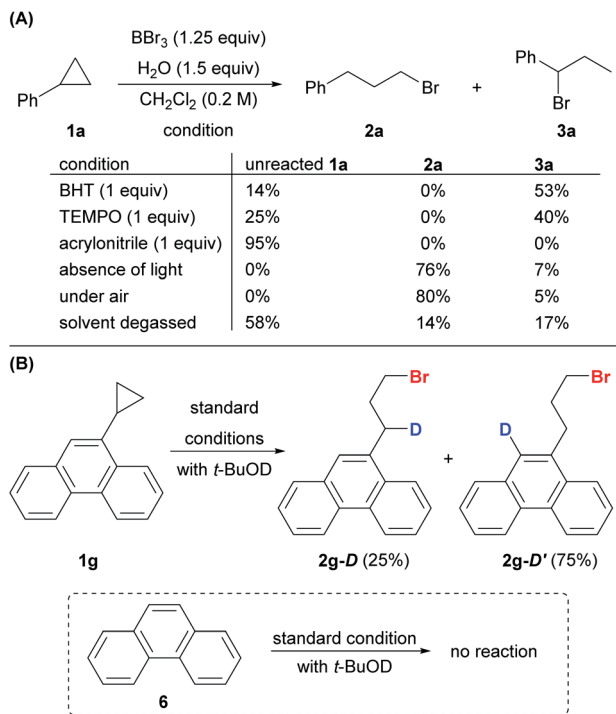 (A)
BBr3 (1.25 equiv)
H2O (1.5 equiv)
CH2Cl2 (0.2 M)
condition
Ph
1a
Ph
Br
2a
+
Ph
Br
3a
condition unreacted 1a 2a 3a
BHT (1 equiv) 14% 0% 53%
TEMPO (1 equiv) 25% 0% 40%
acrylonitrile (1 equiv) 95% 0% 0%
absence of light 0% 76% 7%
under air 0% 80% 5%
solvent degassed 58% 14% 17%
(B)
1g
standard
conditions
with t-BuOD
Br
D
2g-D (25%)
+
Br
D
2g-D' (75%)
6
standard condition
with t-BuOD
no reaction